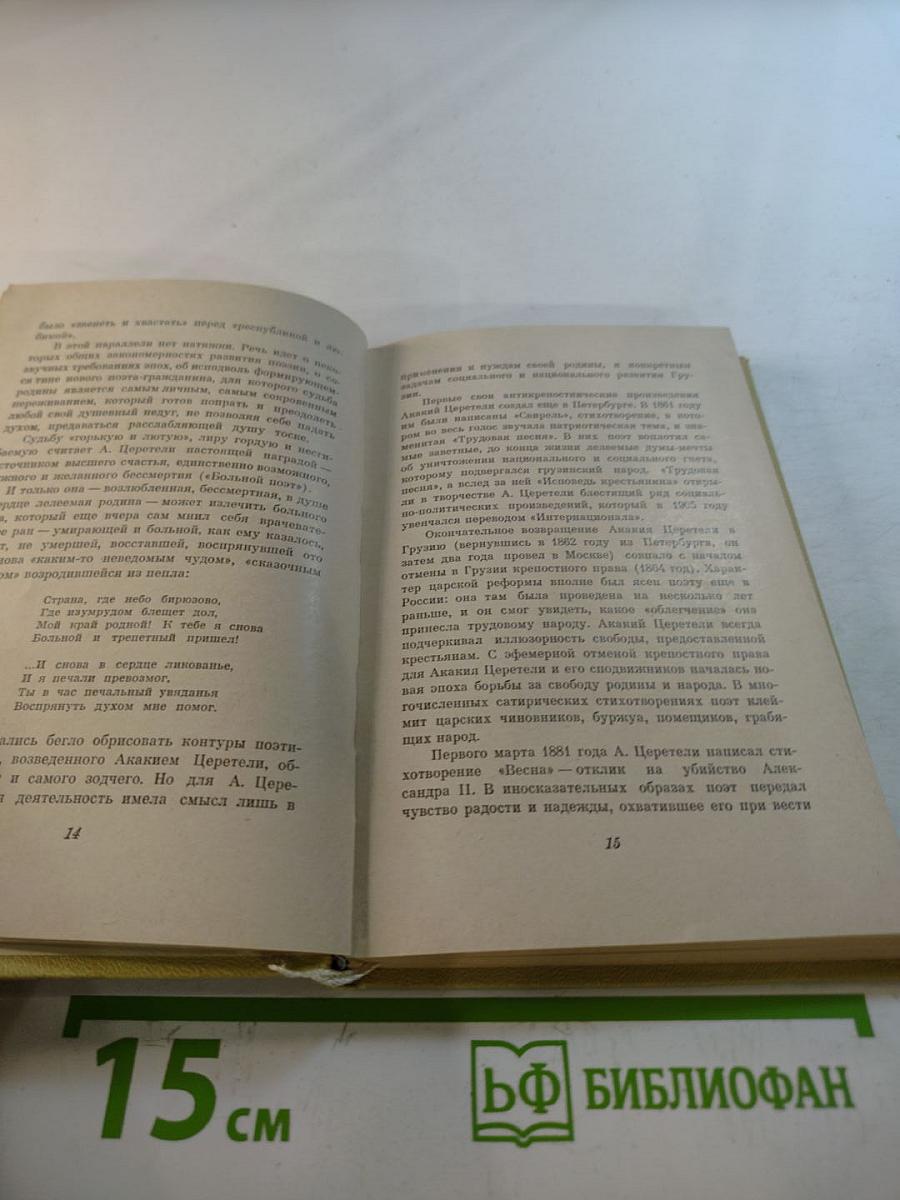 было «звенеть и хвастать» перед «республикой и лю-
бимой».
В этой параллели нет натяжки. Речь идет о неко-
торых общих закономерностях развития поэзии, о со-
звучных требованиях эпох, об исподволь формирующем-
ся типе нового поэта-гражданина, для которого судьба
родины является самым личным, самым сокровенным
переживанием, который готов попрать и преодолеть
любой свой душевный недуг, не позволяя себе падать
духом, предаваться расслабляющей душу тоске.
Судьбу «горькую и лютую», лиру гордую и неги-
баемую считает А. Церетели настоящей наградой —
источником высшего счастья, единственно возможного,
жного и желанного бессмертия («Больной поэт»).
И только она — возлюбленная, бессмертная, в душе
ердце лелеемая родина — может излечить больного
а, который еще вчера сам мнил себя врачевате-
ее ран — умирающей и больной, как ему казалось,
т, не умершей, восставшей, воспрянувшей ото
нова «каким-то неведомым чудом», «сказочным
ом» возродившейся из пепла:
Страна, где небо бирюзово,
Где изумрудом блещет дол,
Мой край родной! К тебе я снова
Больной и трепетный пришел!
...И снова в сердце ликованье,
И я печали превозмог,
Ты в час печальный увяданья
Воспрянуть духом мне помог.
ались бегло обрисовать контуры поэти-
, возведенного Акакием Церетели, об-
и самого зодчего. Но для А. Цере-
я деятельность имела смысл лишь в
14
применении к нуждам своей родины, к конкретным
задачам социального и национального развития Гру-
зии.
Первые свои антикрепостнические произведения
Акакий Церетели создал еще в Петербурге. В 1861 году
им были написаны «Свирель», стихотворение, в кото-
ром во весь голос звучала патриотическая тема, и зна-
менитая «Трудовая песня». В них поэт воплотил са-
мые заветные, до конца жизни лелеемые думы-мечты
об уничтожении национального и социального гнета,
которому подвергался грузинский народ. «Трудовая
песня», а вслед за ней «Исповедь крестьянина» откры-
ли в творчестве А. Церетели блестящий ряд социаль-
но-политических произведений, который в 1905 году
увенчался переводом «Интернационала».
Окончательное возвращение Акакия Церетели в
Грузию (вернувшись в 1862 году из Петербурга, он
затем два года провел в Москве) совпало с началом
отмены в Грузии крепостного права (1864 год). Харак-
тер царской реформы вполне был ясен поэту еще в
России: она там была проведена на несколько лет
раньше, и он смог увидеть, какое «облегчение» она
принесла трудовому народу. Акакий Церетели всегда
подчеркивал иллюзорность свободы, предоставленной
крестьянам. С эфемерной отменой крепостного права
для Акакия Церетели и его сподвижников началась но-
вая эпоха борьбы за свободу родины и народа. В мно-
гочисленных сатирических стихотворениях поэт клей-
мит царских чиновников, буржуа, помещиков, грабя-
щих народ.
Первого марта 1881 года А. Церетели написал сти-
хотворение «Весна» — отклик на убийство Алек-
сандра II. В иносказательных образах поэт передал
чувство радости и надежды, охватившее его при вести
15
15 см
БФ БИБЛИОФАН